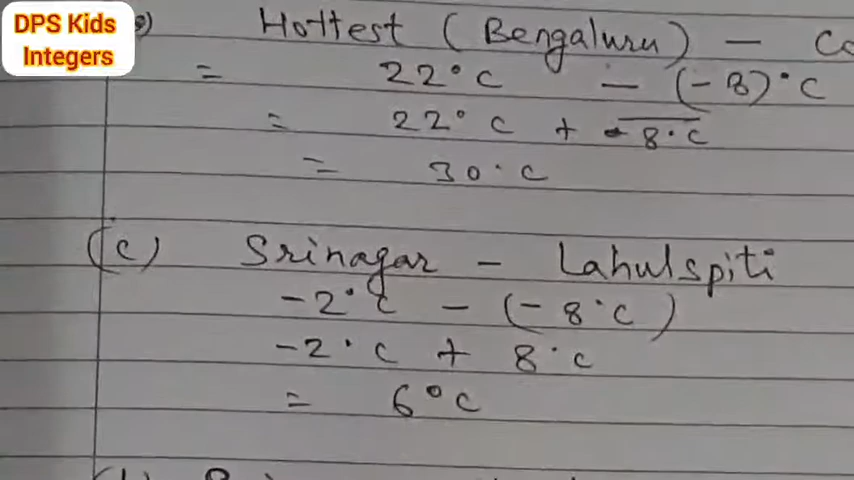 DPS Kids
Integers
Hottest (Bengaluru) –
= 22°C – (-8)°C
= 22°C + 8°C
= 30°C
(c) Srinagar – Lahulspiti
-2°C – (-8°C)
-2°C + 8°C
= 6°C